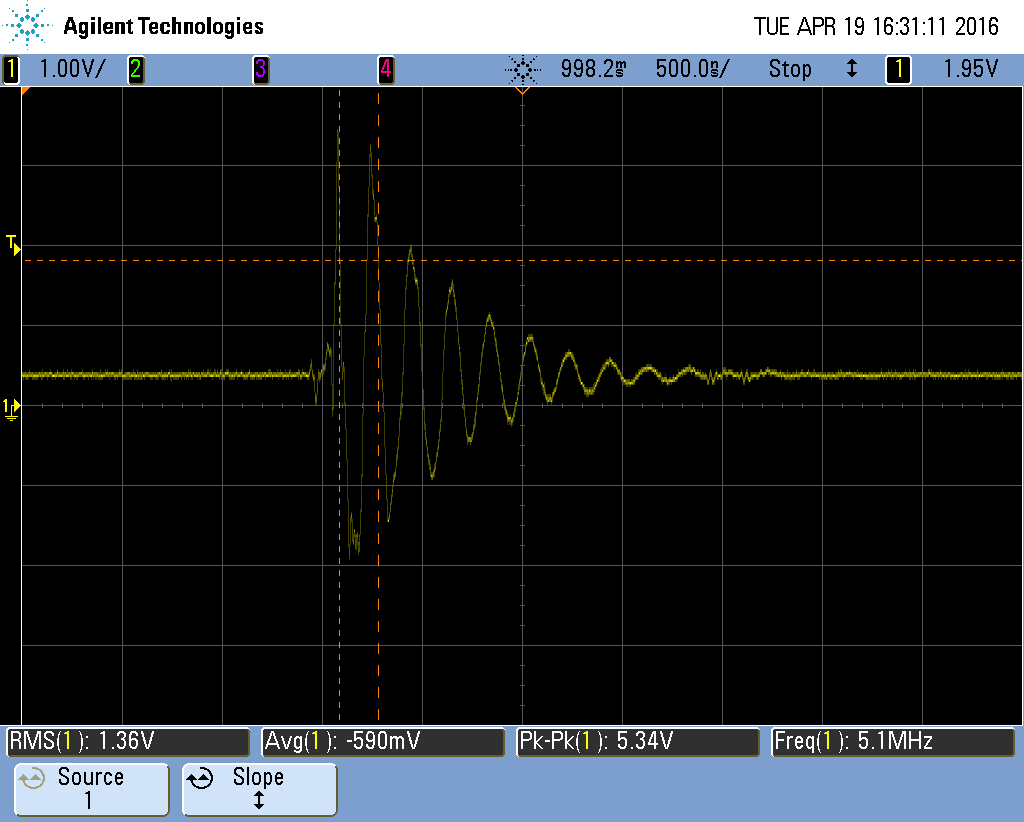 Agilent Technologies TUE APR 19 16:31:11 2016
1 1.00V/ 2 3 4 998.2ms 500.0ns/ Stop ↕ 1 1.95V
T
1
RMS(1): 1.36V Avg(1): -590mV Pk-Pk(1): 5.34V Freq(1): 5.1MHz
Source Slope
1 ↕